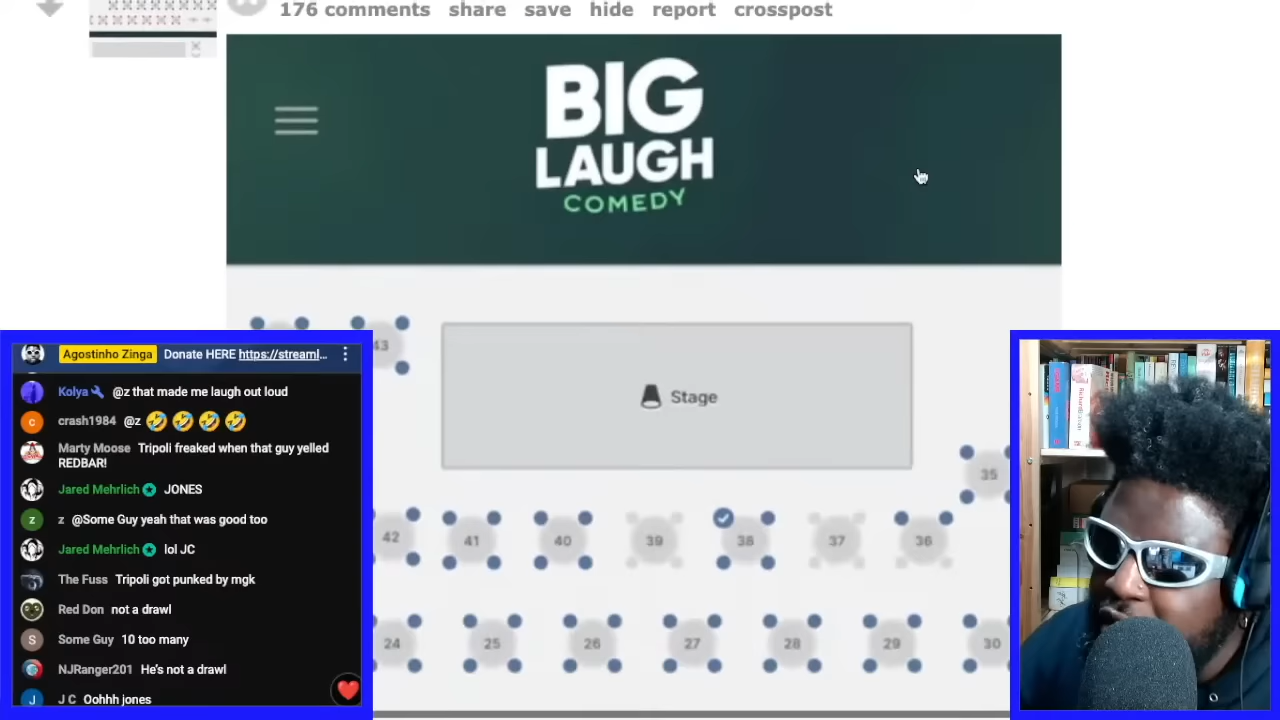 176 comments share save hide report crosspost
BIG
LAUGH
COMEDY
43
Stage
35
42 41 40 39 38 37 36
24 25 26 27 28 29 30
Agostinho Zinga Donate HERE https://streaml...
Kolya @z that made me laugh out loud
crash1984 @z 🤣 🤣 🤣 🤣
Marty Moose Tripoli freaked when that guy yelled
REDBAR!
Jared Mehrlich JONES
z @Some Guy yeah that was good too
Jared Mehrlich lol JC
The Fuss Tripoli got punked by mgk
Red Don not a drawl
Some Guy 10 too many
NJRanger201 He's not a drawl
J C Oohhh jones